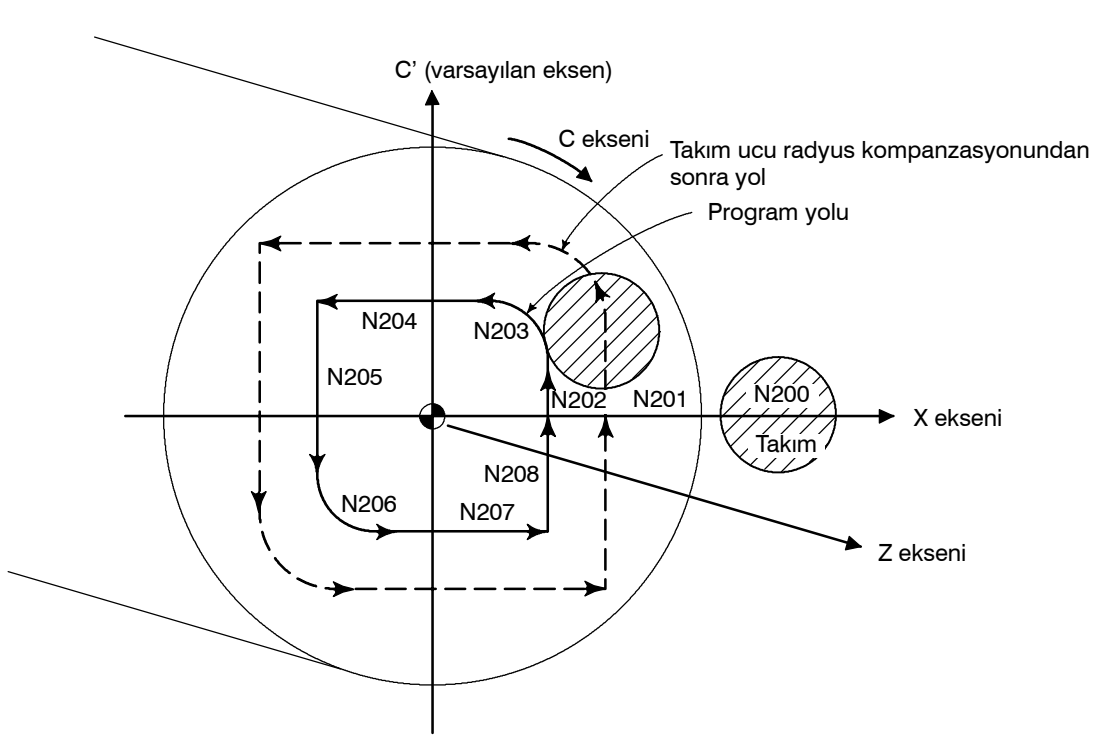 C' (varsayılan eksen)
C ekseni
Takım ucu radyus kompanzasyonundan
sonra yol
Program yolu
N204
N203
N205
N202
N201
N200
X ekseni
Takım
N208
N206
N207
Z ekseni